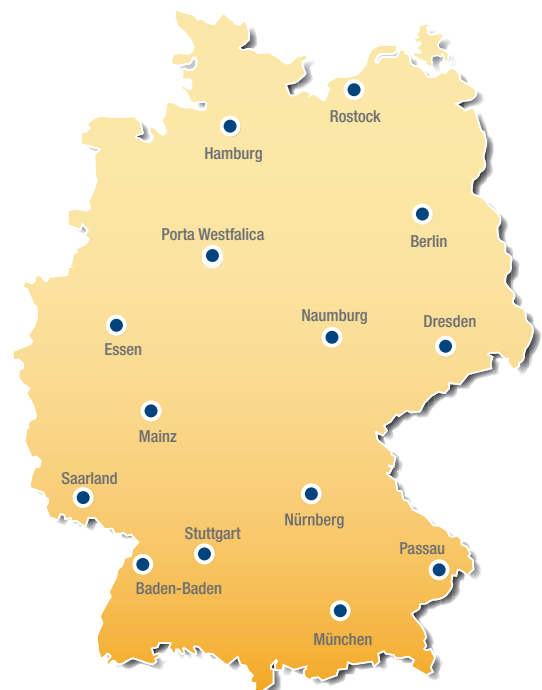 Rostock
Hamburg
Porta Westfalica
Berlin
Naumburg
Dresden
Essen
Mainz
Saarland
Nürnberg
Stuttgart
Passau
Baden-Baden
München